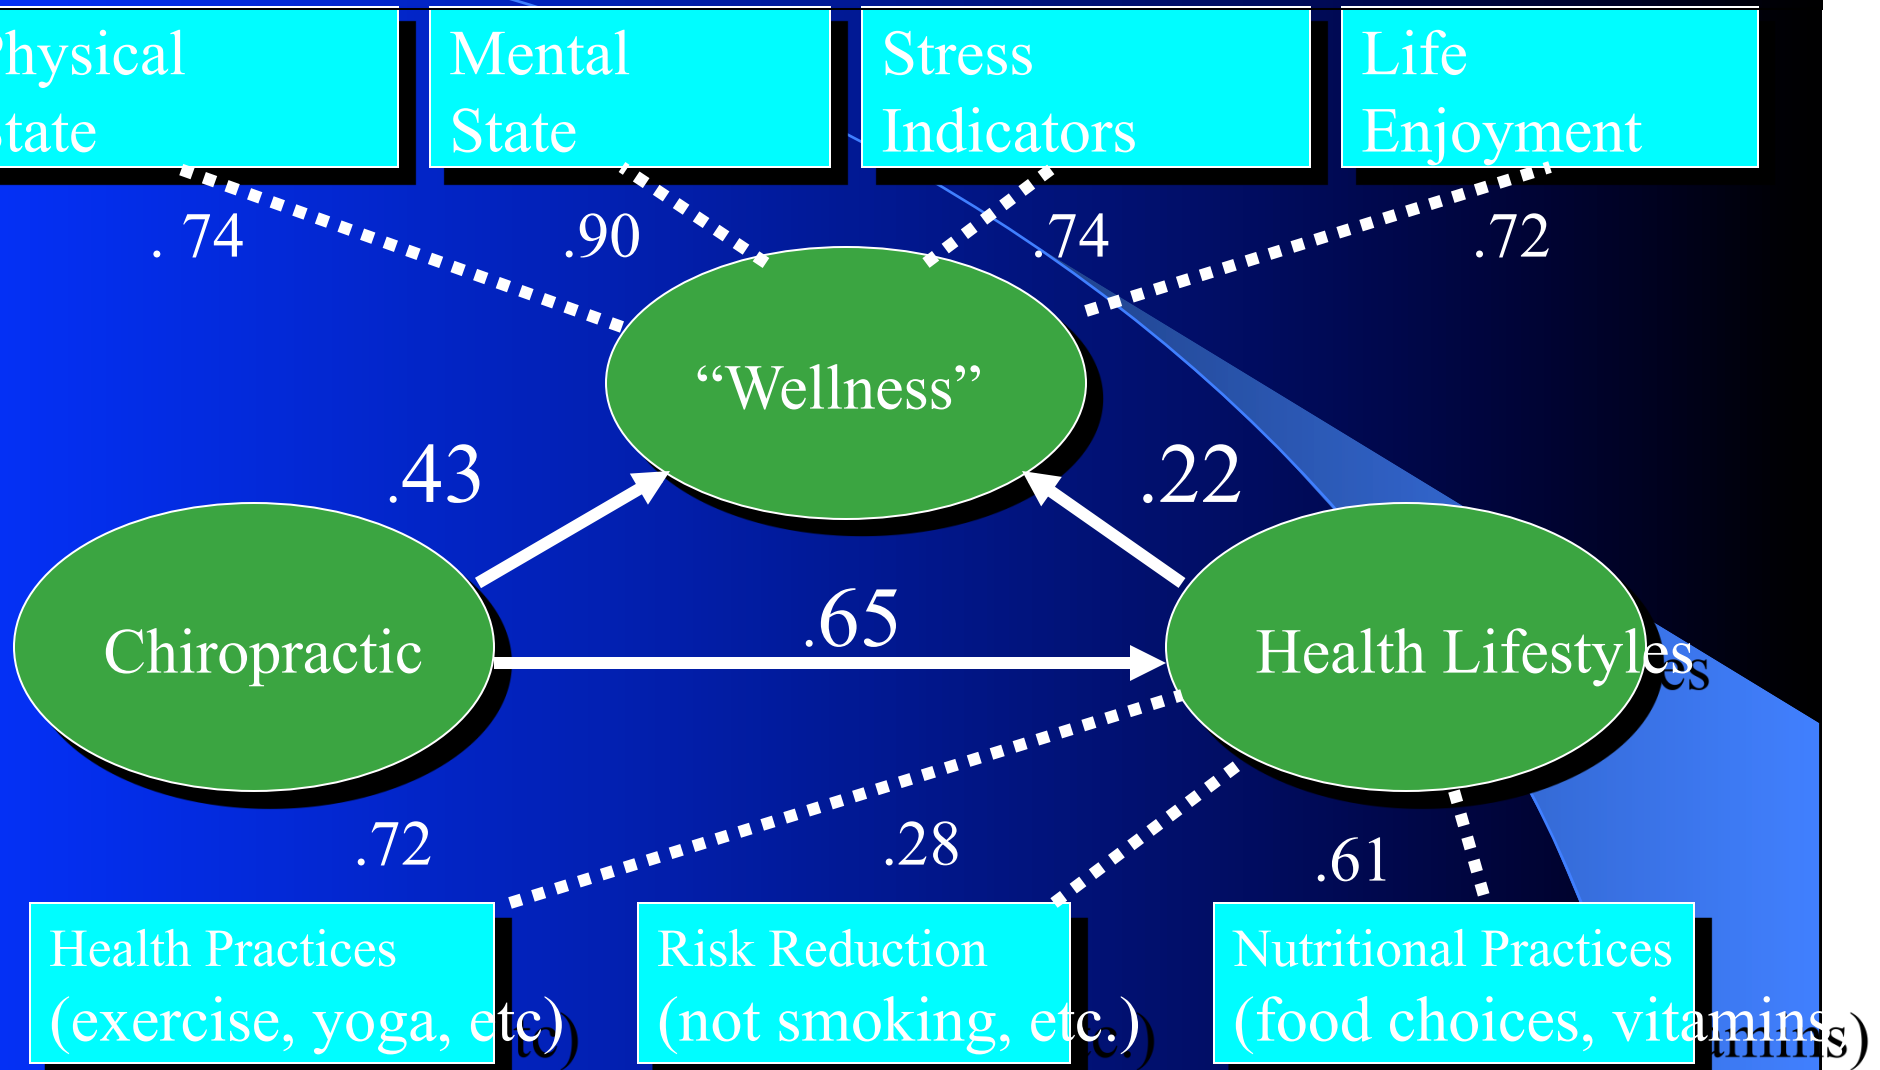 Physical
State
Mental
State
Stress
Indicators
Life
Enjoyment
. 74
.90
.74
.72
“Wellness”
.43
.22
.65
Chiropractic
Health Lifestyles
.72
.28
.61
Health Practices
(exercise, yoga, etc)
Risk Reduction
(not smoking, etc.)
Nutritional Practices
(food choices, vitamins)